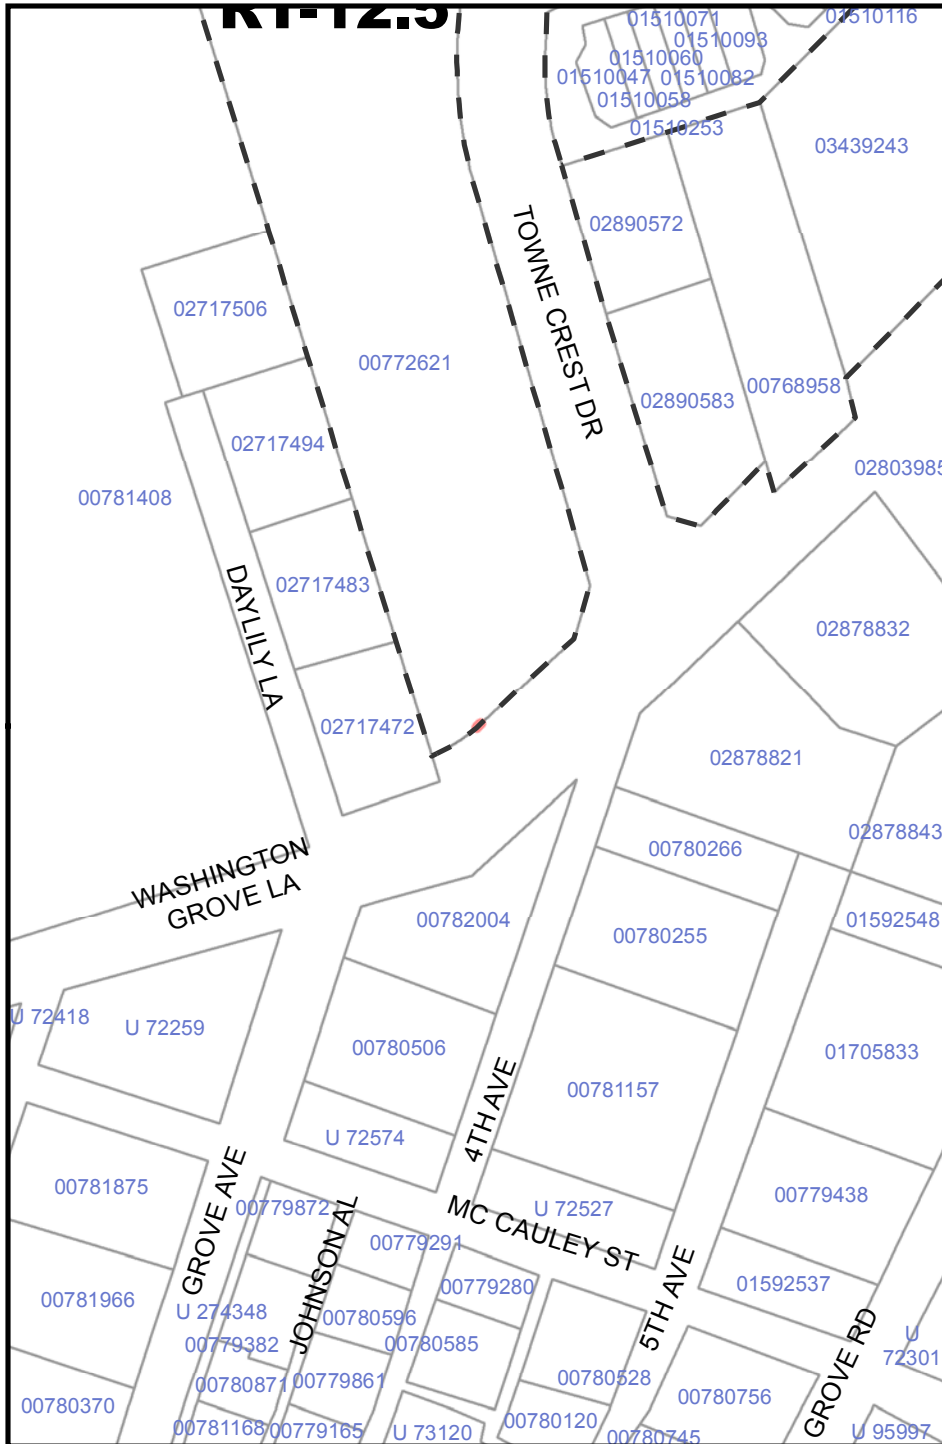 RT-12.5
01510071
01510116
01510093
01510060
01510047
01510082
01510058
01510253
03439243
02890572
TOWNE CREST DR
02717506
00772621
00768958
02890583
02717494
02803985
00781408
02717483
DAYLILY LA
02878832
02717472
02878821
02878843
00780266
WASHINGTON
GROVE LA
00782004
01592548
00780255
U 72418
U 72259
00780506
01705833
00781157
4TH AVE
U 72574
00781875
00779438
GROVE AVE
00779872
JOHNSON AL
U 72527
MC CAULEY ST
00779291
00779280
01592537
5TH AVE
00781966
U 274348
00780596
00779382
00780585
U
72301
GROVE RD
00780528
00780871
00779861
00780756
00780370
00781168
00779165
U 73120
00780120
00780745
U 95997